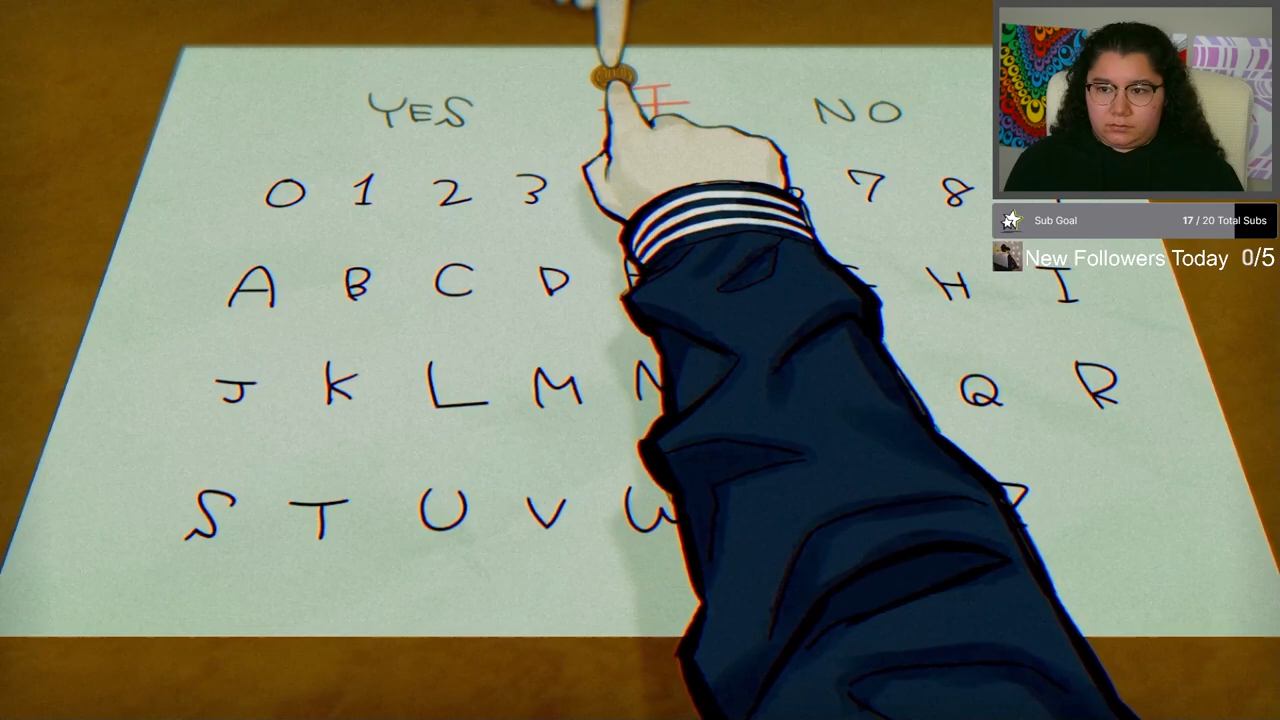 YES NO
0 1 2 3 7 8
A B C D H I
J K L M N Q R
S T U V W
Sub Goal 17 / 20 Total Subs
New Followers Today 0/5